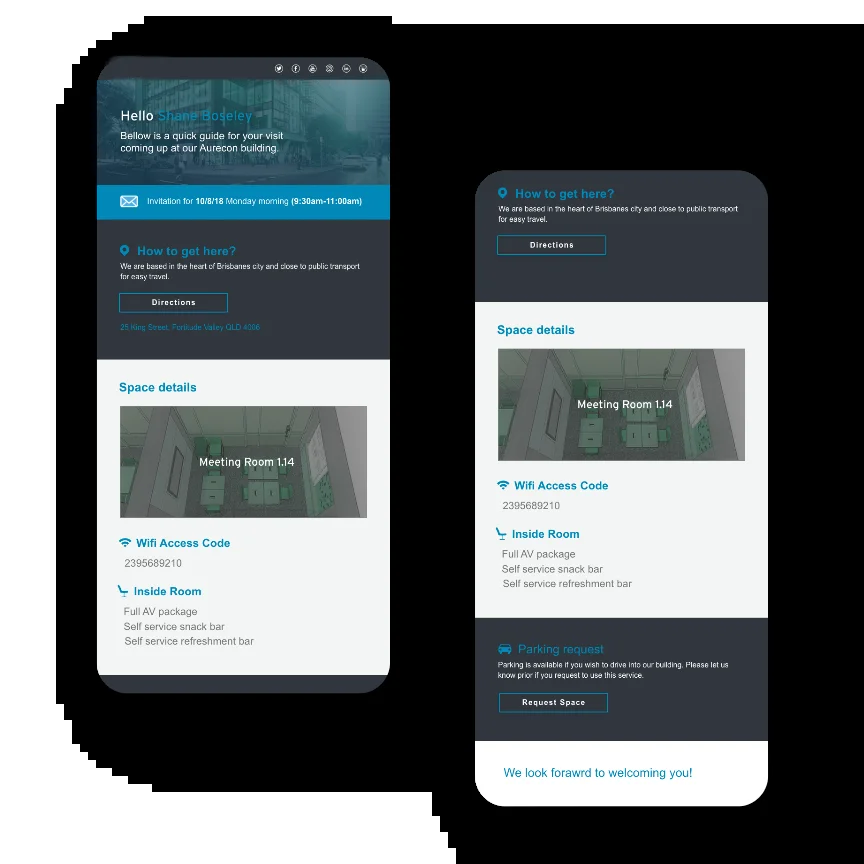 Hello Shane Boseley
Bellow is a quick guide for your visit
coming up at our Aurecon building.
Invitation for 10/8/18 Monday morning (9:30am-11:00am)
How to get here?
We are based in the heart of Brisbanes city and close to public transport
for easy travel.
Directions
25 King Street, Fortitude Valley QLD 4006
Space details
Meeting Room 1.14
Wifi Access Code
2395689210
Inside Room
Full AV package
Self service snack bar
Self service refreshment bar
How to get here?
We are based in the heart of Brisbanes city and close to public transport
for easy travel.
Directions
Space details
Meeting Room 1.14
Wifi Access Code
2395689210
Inside Room
Full AV package
Self service snack bar
Self service refreshment bar
Parking request
Parking is available if you wish to drive into our building. Please let us
know prior if you request to use this service.
Request Space
We look forawrd to welcoming you!